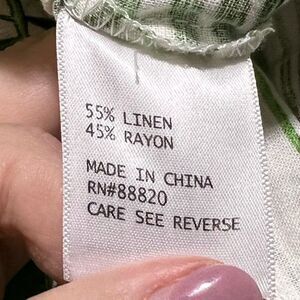 55% LINEN
45% RAYON
MADE IN CHINA
RN#88820
CARE SEE REVERSE